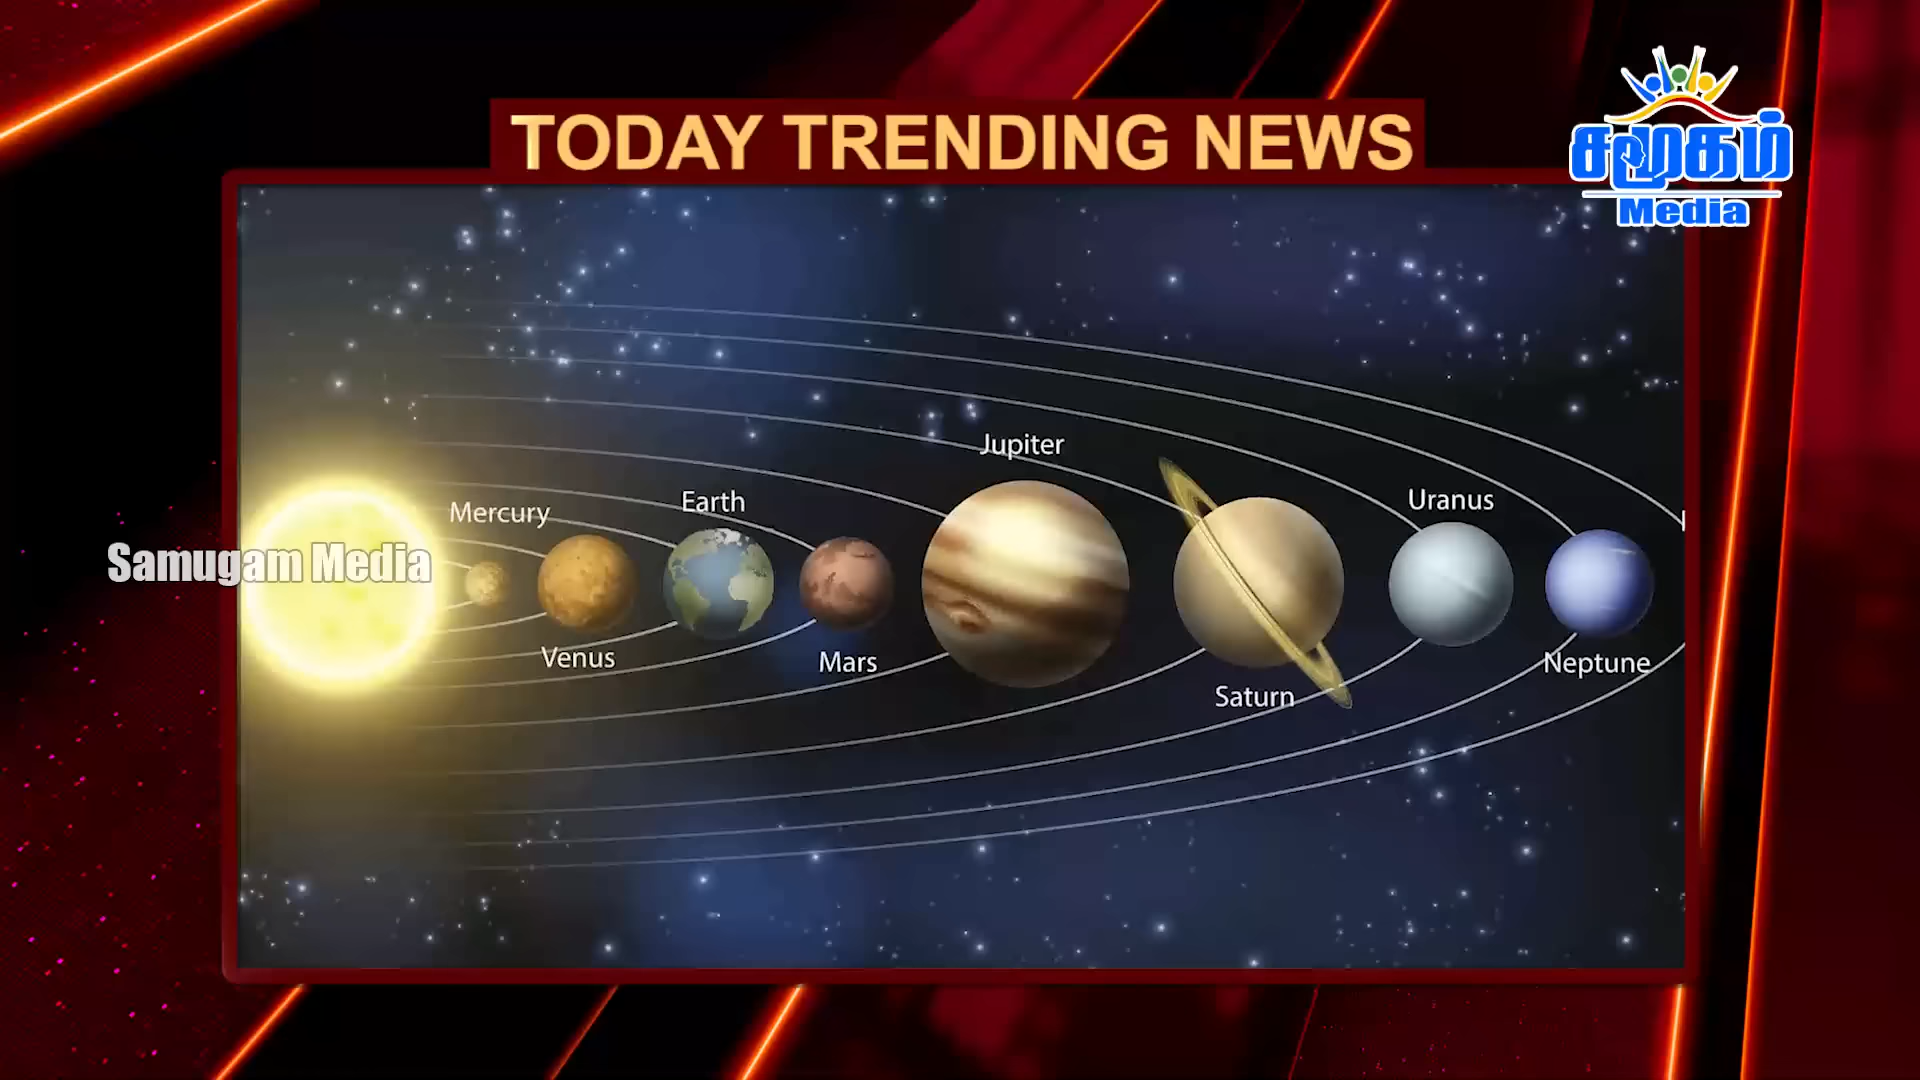 TODAY TRENDING NEWS
சமூகம்
Media
Jupiter
Mercury
Earth
Uranus
Samugam Media
Venus
Mars
Saturn
Neptune